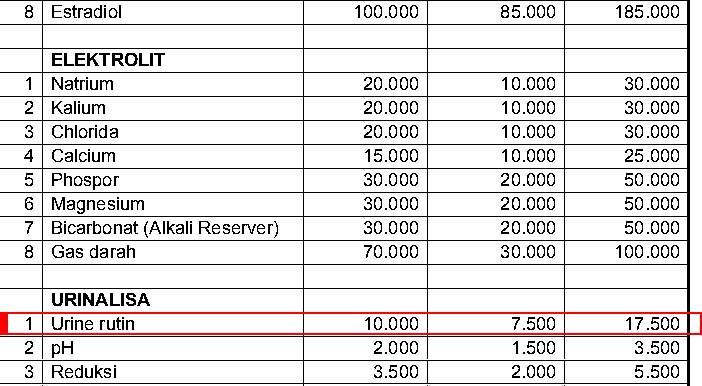 8 Estradiol 100.000 85.000 185.000
ELEKTROLIT
1 Natrium 20.000 10.000 30.000
2 Kalium 20.000 10.000 30.000
3 Chlorida 20.000 10.000 30.000
4 Calcium 15.000 10.000 25.000
5 Phospor 30.000 20.000 50.000
6 Magnesium 30.000 20.000 50.000
7 Bicarbonat (Alkali Reserver) 30.000 20.000 50.000
8 Gas darah 70.000 30.000 100.000
URINALISA
1 Urine rutin 10.000 7.500 17.500
2 pH 2.000 1.500 3.500
3 Reduksi 3.500 2.000 5.500